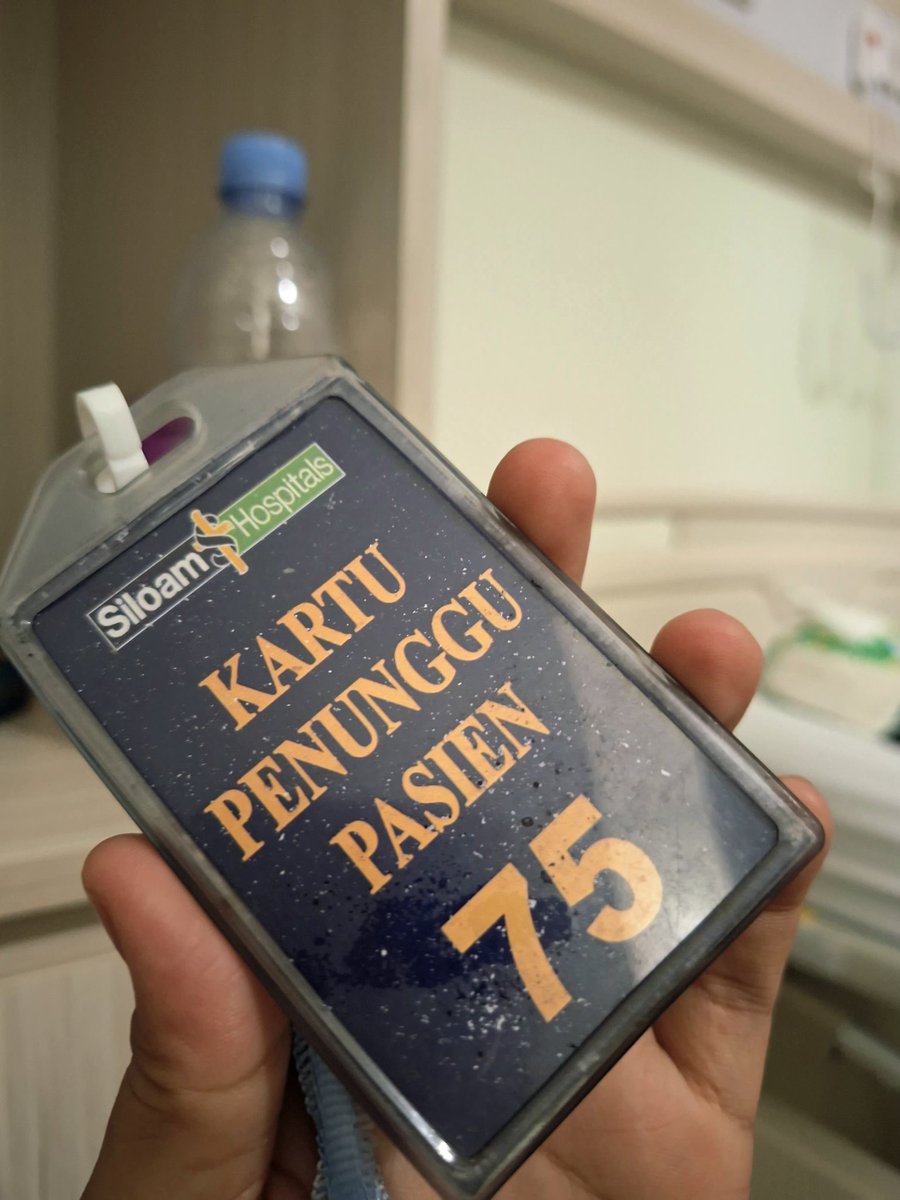 Siloam Hospitals
KARTU
PENUNGGU
PASIEN
75